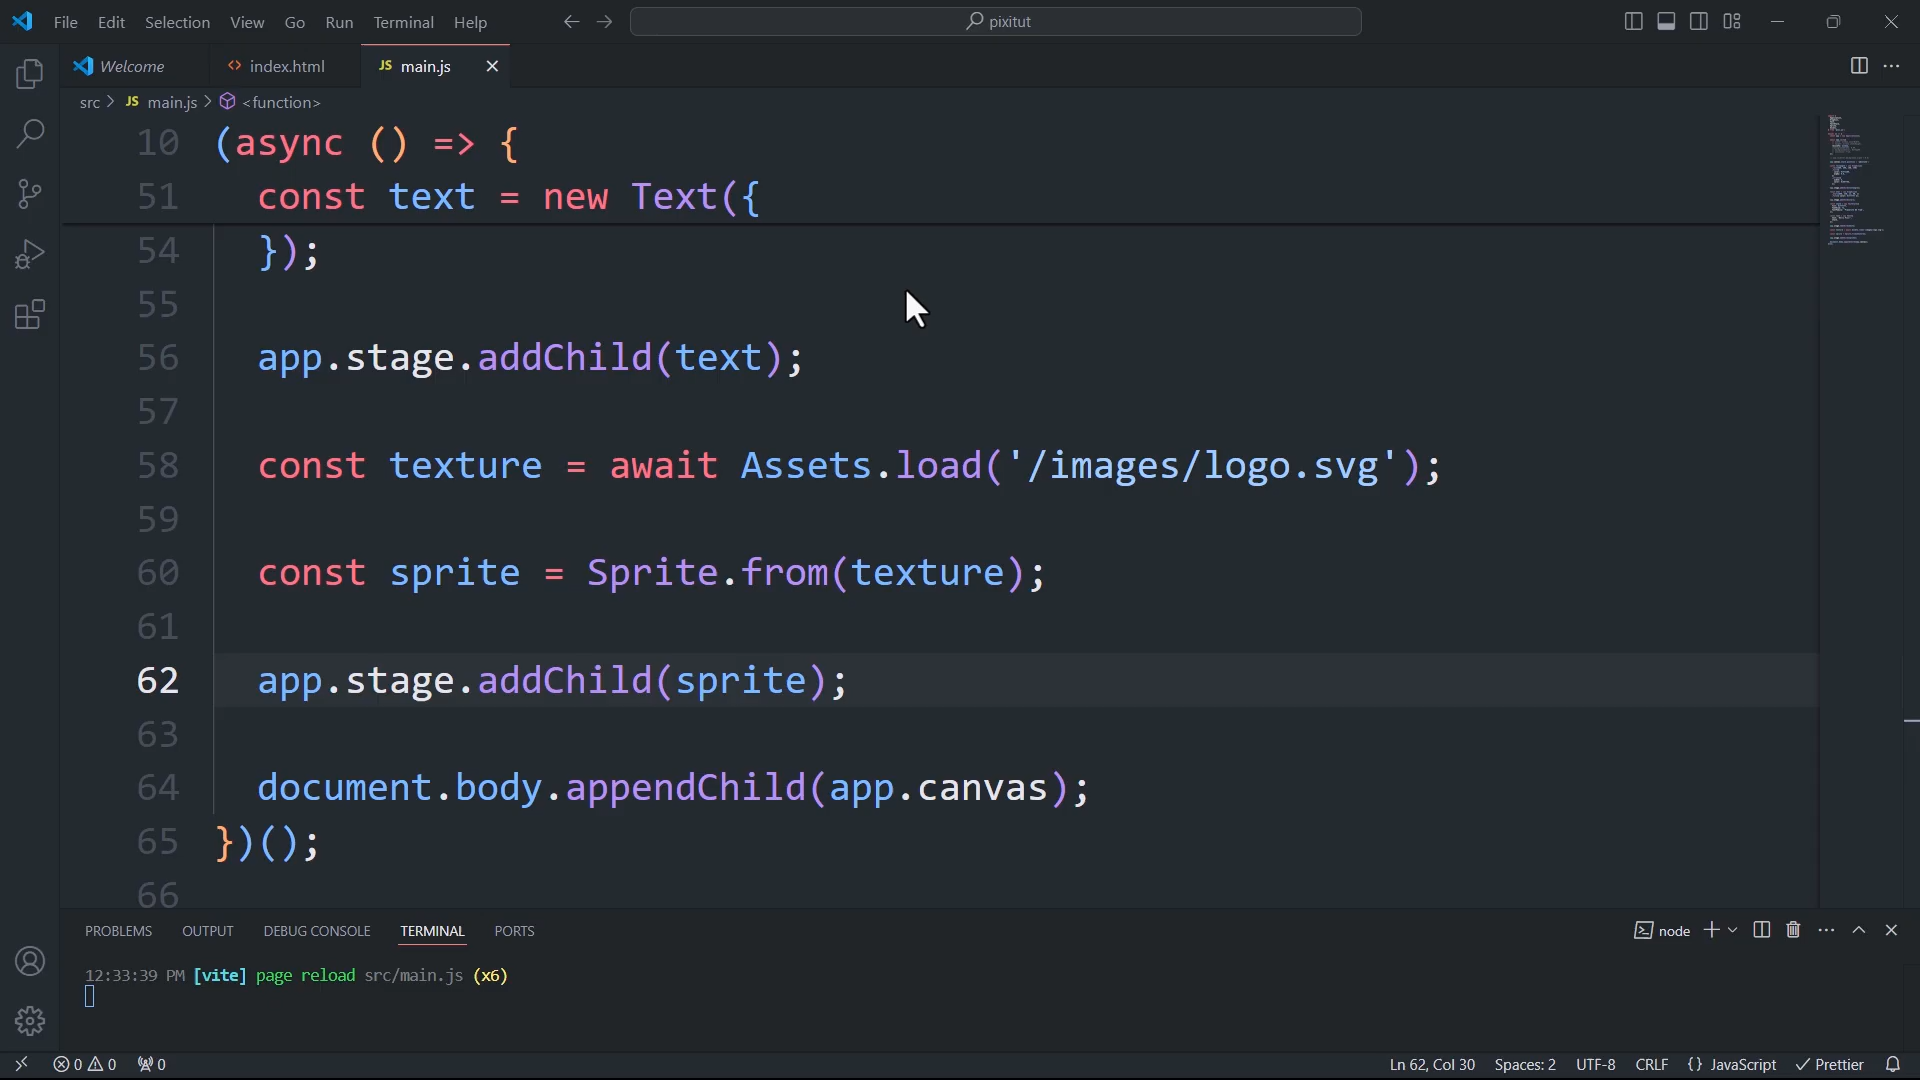 File Edit Selection View Go Run Terminal Help pixitut
Welcome index.html JS main.js
src > JS main.js > <function>
10 (async () => {
51 const text = new Text({
54 });
55
56 app.stage.addChild(text);
57
58 const texture = await Assets.load('/images/logo.svg');
59
60 const sprite = Sprite.from(texture);
61
62 app.stage.addChild(sprite);
63
64 document.body.appendChild(app.canvas);
65 })();
66
PROBLEMS OUTPUT DEBUG CONSOLE TERMINAL PORTS node
12:33:39 PM [vite] page reload src/main.js (x6)
0 0 0 Ln 62, Col 30 Spaces: 2 UTF-8 CRLF {} JavaScript Prettier